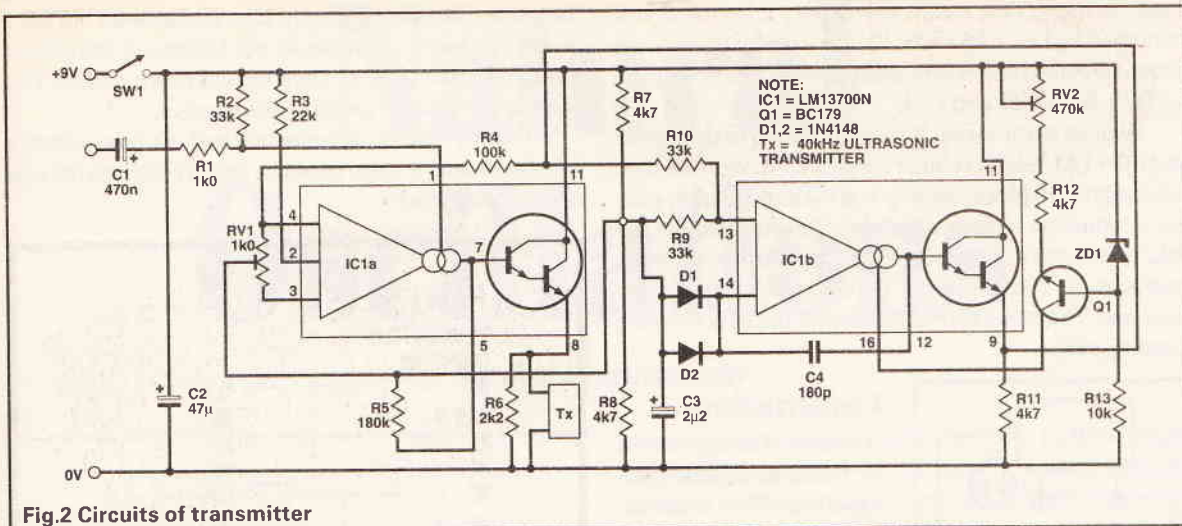 +9V
SW1
C1
470n
R1
1k0
R2
33k
R3
22k
R4
100k
1
11
RV1
1k0
4
2
3
IC1a
7
5
8
C2
47µ
R5
180k
R6
2k2
Tx
0V
R7
4k7
R10
33k
R9
33k
R8
4k7
C3
2µ2
D1
D2
13
14
IC1b
C4
180p
NOTE:
IC1 = LM13700N
Q1 = BC179
D1,2 = 1N4148
Tx = 40kHz ULTRASONIC
TRANSMITTER
11
16
12
9
RV2
470k
R12
4k7
ZD1
Q1
R11
4k7
R13
10k
Fig.2 Circuits of transmitter